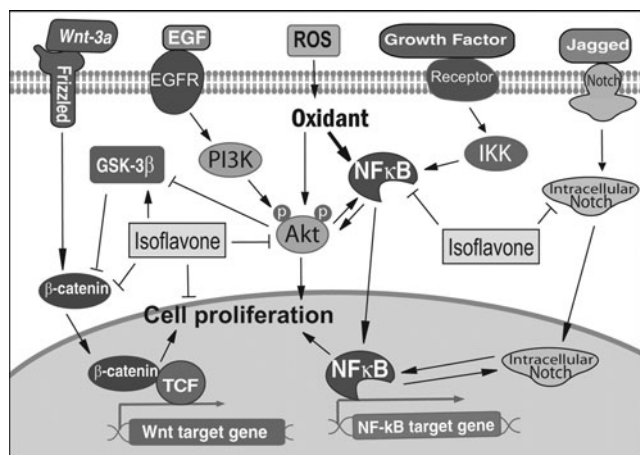 Wnt-3a
EGF
ROS
Growth Factor
Jagged
Frizzled
EGFR
Receptor
Notch
Oxidant
PI3K
NFκB
IKK
GSK-3β
Intracellular
Notch
P
P
Akt
Isoflavone
Isoflavone
β-catenin
Cell proliferation
β-catenin
TCF
NFκB
Intracellular
Notch
Wnt target gene
NF-kB target gene